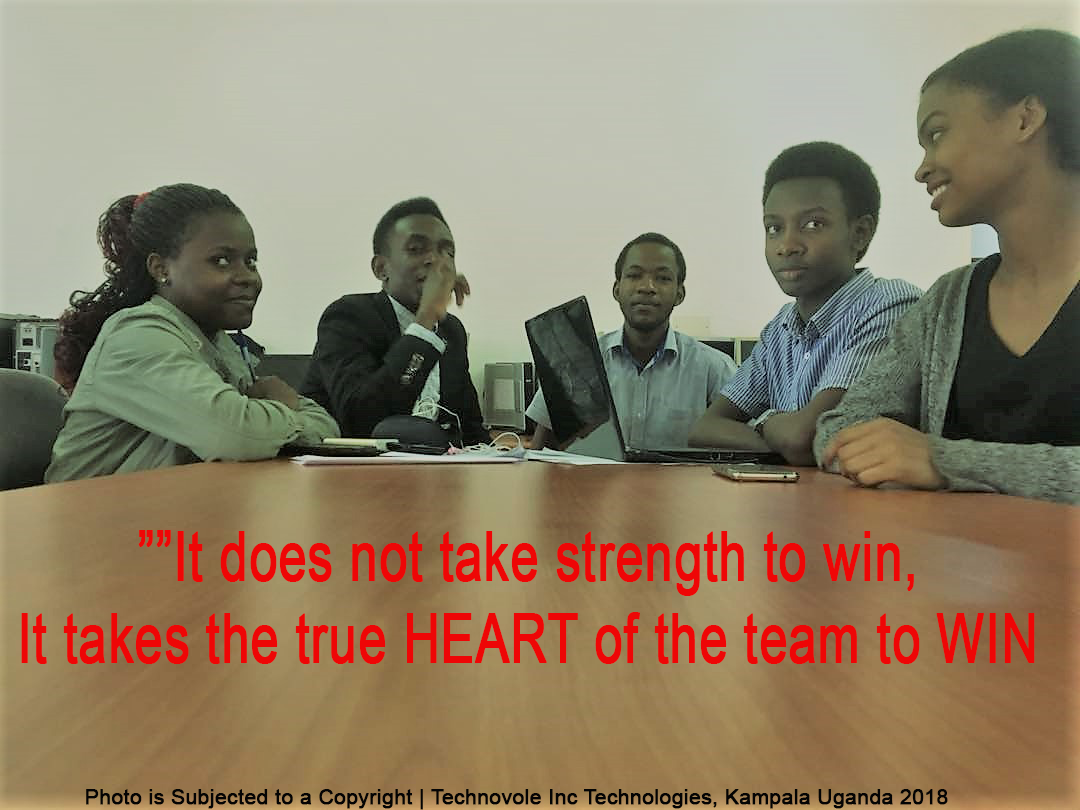 ””It does not take strength to win,
It takes the true HEART of the team to WIN
Photo is Subjected to a Copyright | Technovole Inc Technologies, Kampala Uganda 2018